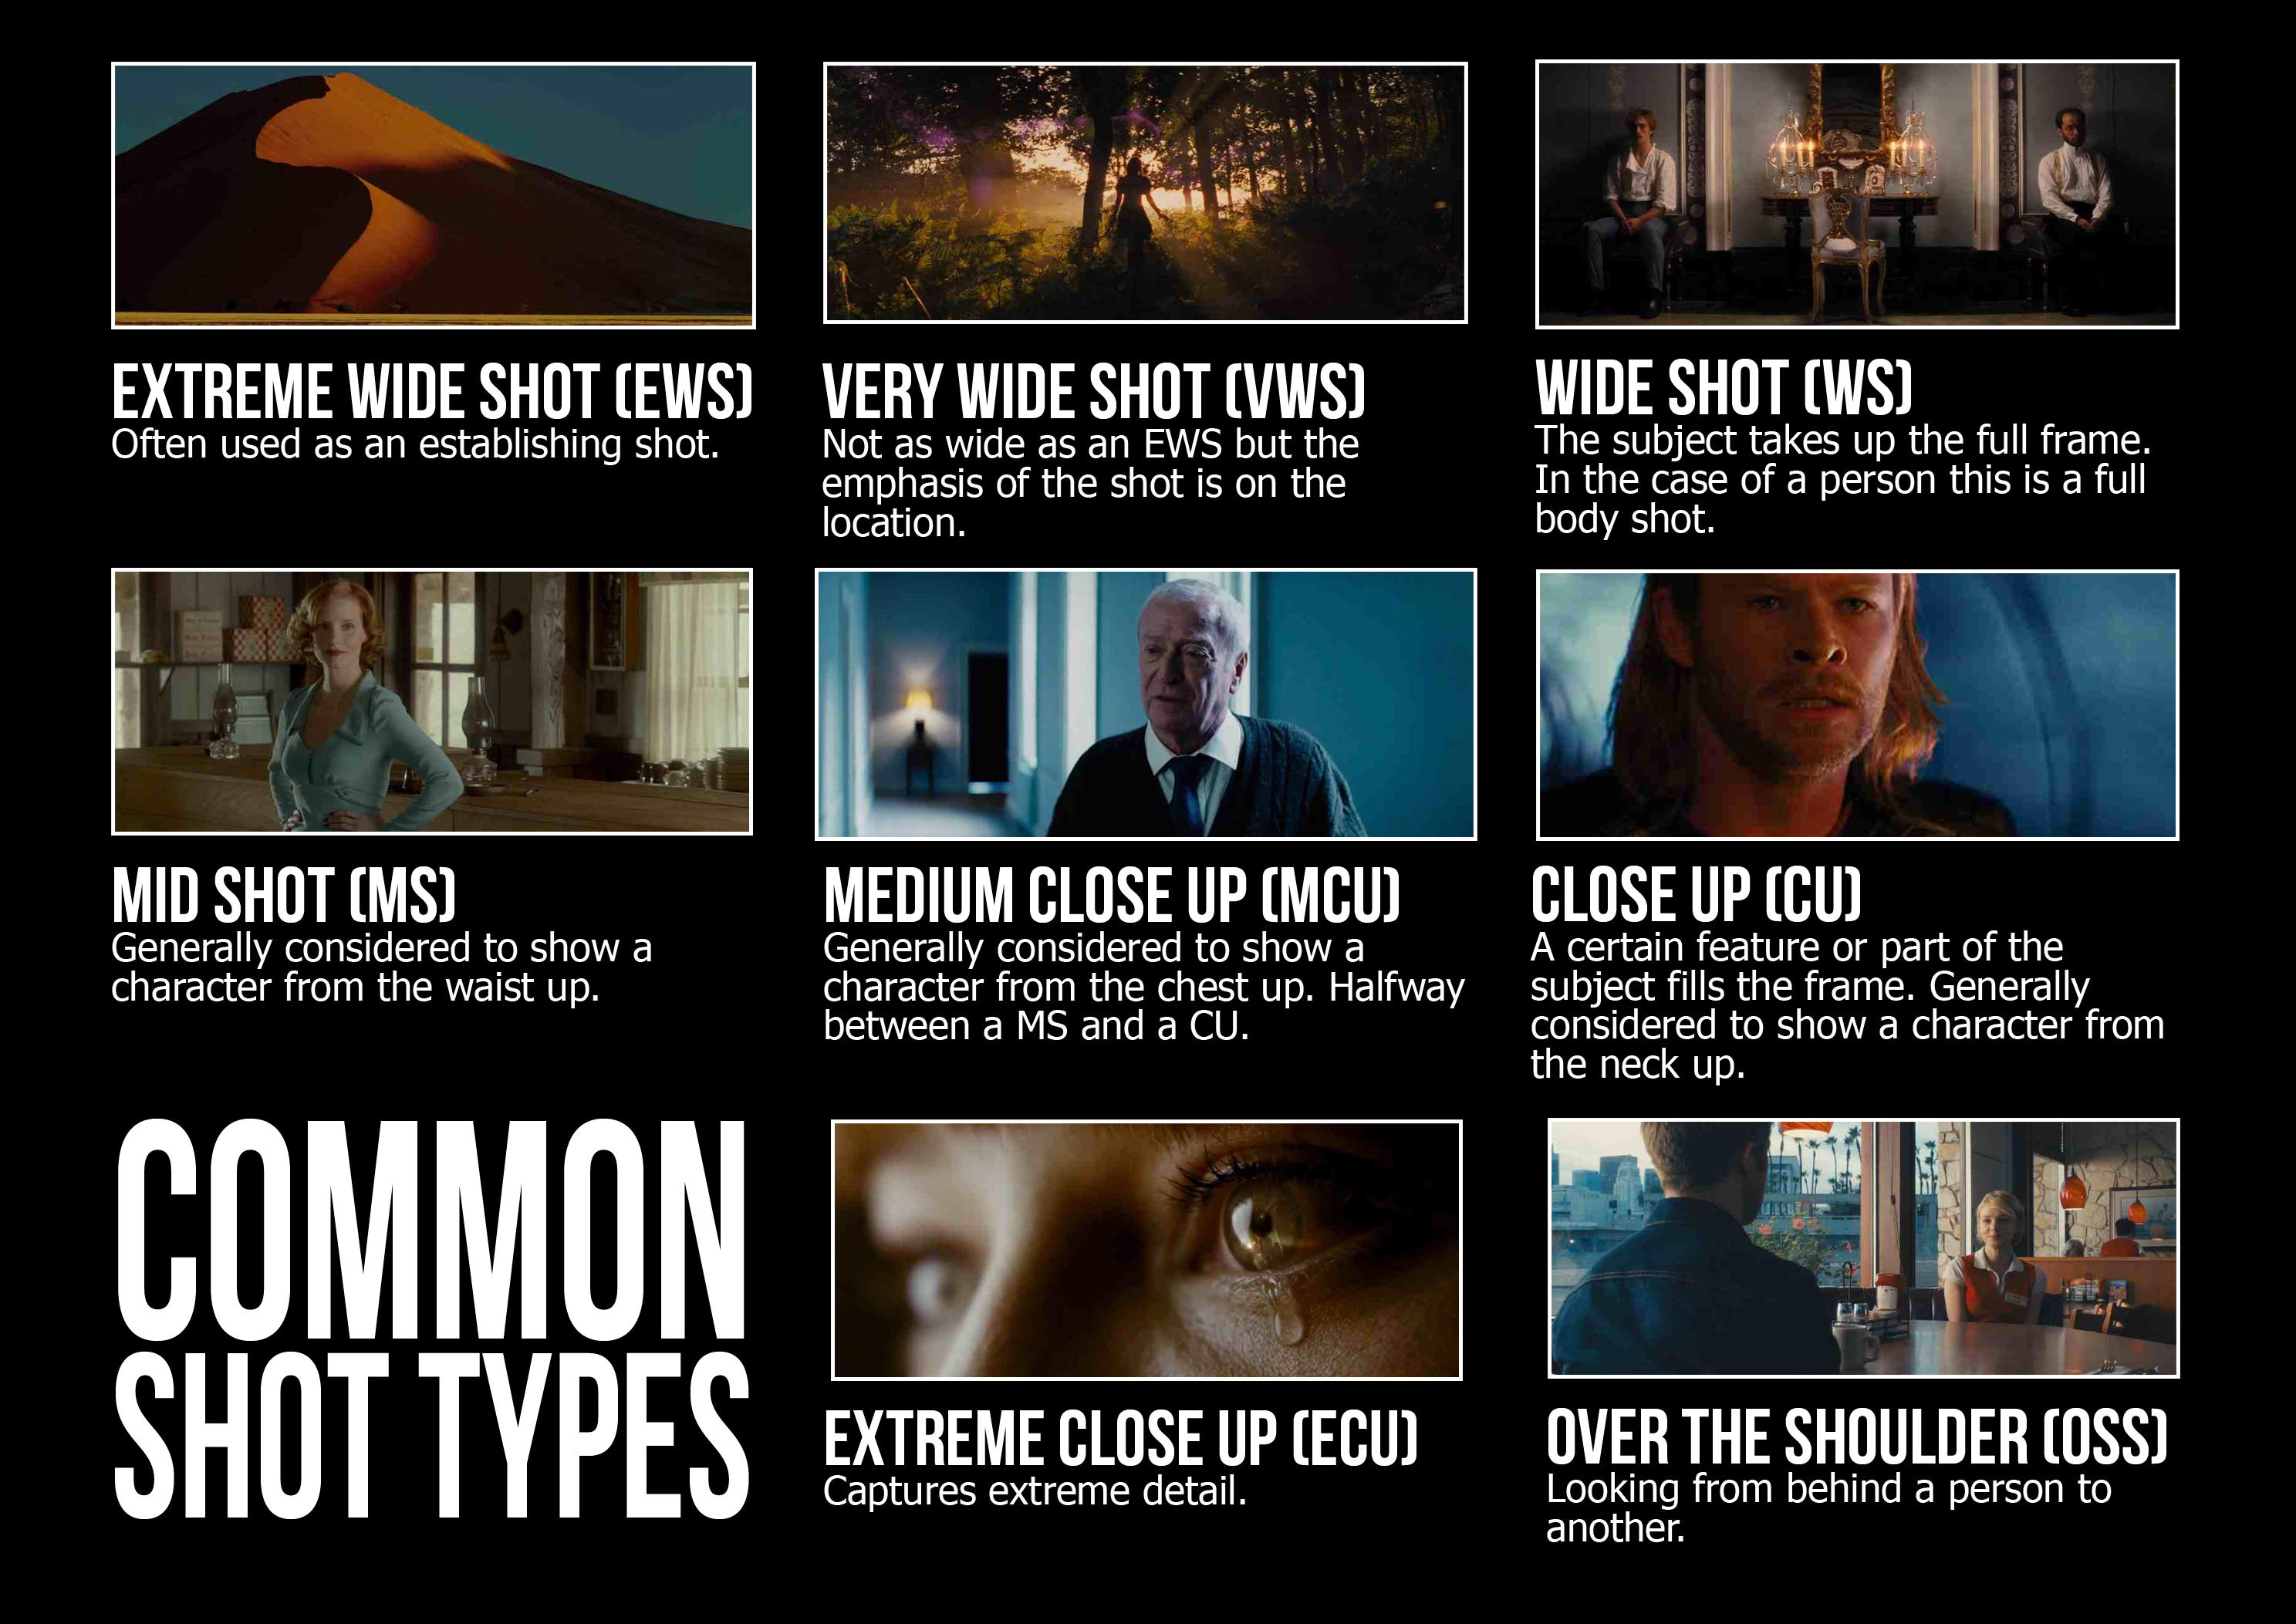 EXTREME WIDE SHOT (EWS)
Often used as an establishing shot.
VERY WIDE SHOT (VWS)
Not as wide as an EWS but the
emphasis of the shot is on the
location.
WIDE SHOT (WS)
The subject takes up the full frame.
In the case of a person this is a full
body shot.
MID SHOT (MS)
Generally considered to show a
character from the waist up.
MEDIUM CLOSE UP (MCU)
Generally considered to show a
character from the chest up. Halfway
between a MS and a CU.
CLOSE UP (CU)
A certain feature or part of the
subject fills the frame. Generally
considered to show a character from
the neck up.
COMMON
SHOT TYPES
EXTREME CLOSE UP (ECU)
Captures extreme detail.
OVER THE SHOULDER (OSS)
Looking from behind a person to
another.